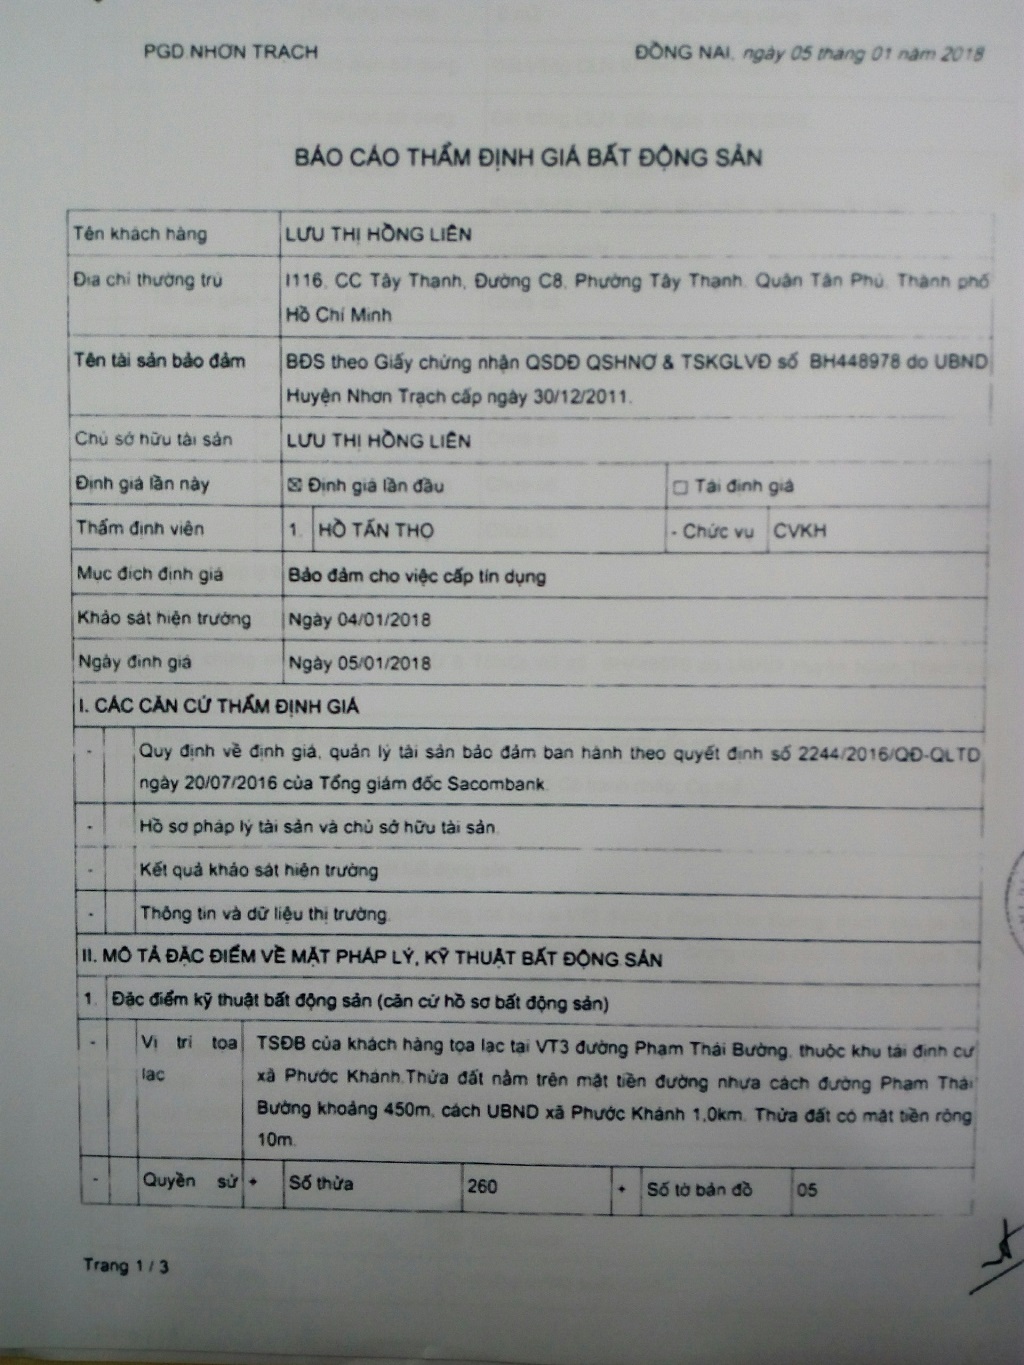 PGD NHƠN TRẠCH
ĐỒNG NAI, ngày 05 tháng 01 năm 2018
BÁO CÁO THẨM ĐỊNH GIÁ BẤT ĐỘNG SẢN
Tên khách hàng LƯU THỊ HỒNG LIÊN
Địa chỉ thường trú I116, CC Tây Thạnh, Đường C8, Phường Tây Thạnh, Quận Tân Phú, Thành phố
Hồ Chí Minh
Tên tài sản bảo đảm BĐS theo Giấy chứng nhận QSDĐ QSHNƠ & TSKGLVĐ số BH448978 do UBND
Huyện Nhơn Trạch cấp ngày 30/12/2011.
Chủ sở hữu tài sản LƯU THỊ HỒNG LIÊN
Định giá lần này ☒ Định giá lần đầu ☐ Tái định giá
Thẩm định viên 1. HỒ TẤN THỌ - Chức vụ CVKH
Mục đích định giá Bảo đảm cho việc cấp tín dụng
Khảo sát hiện trường Ngày 04/01/2018
Ngày định giá Ngày 05/01/2018
I. CÁC CĂN CỨ THẨM ĐỊNH GIÁ
- Quy định về định giá, quản lý tài sản bảo đảm ban hành theo quyết định số 2244/2016/QĐ-QLTD
ngày 20/07/2016 của Tổng giám đốc Sacombank.
- Hồ sơ pháp lý tài sản và chủ sở hữu tài sản.
- Kết quả khảo sát hiện trường
- Thông tin và dữ liệu thị trường.
II. MÔ TẢ ĐẶC ĐIỂM VỀ MẶT PHÁP LÝ, KỸ THUẬT BẤT ĐỘNG SẢN
1. Đặc điểm kỹ thuật bất động sản (căn cứ hồ sơ bất động sản)
- Vị trí tọa TSĐB của khách hàng tọa lạc tại VT3 đường Phạm Thái Bường, thuộc khu tái định cư
lạc xã Phước Khánh.Thửa đất nằm trên mặt tiền đường nhựa cách đường Phạm Thái
Bường khoảng 450m, cách UBND xã Phước Khánh 1,0km. Thửa đất có mặt tiền rộng
10m.
- Quyền sử + Số thửa 260 + Số tờ bản đồ 05
Trang 1 / 3